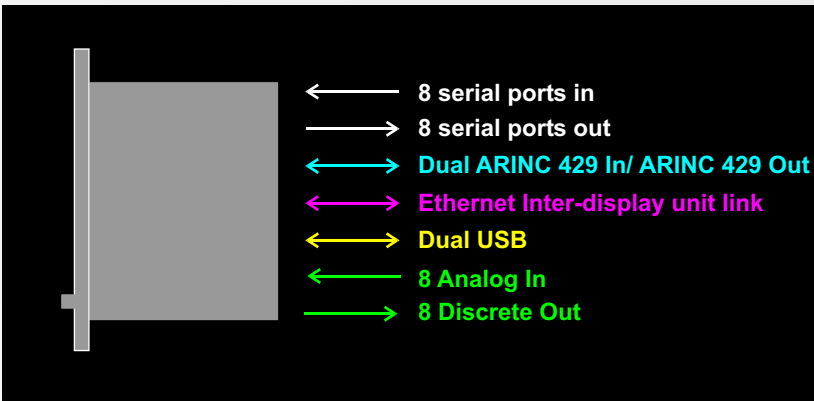 8 serial ports in
8 serial ports out
Dual ARINC 429 In/ ARINC 429 Out
Ethernet Inter-display unit link
Dual USB
8 Analog In
8 Discrete Out